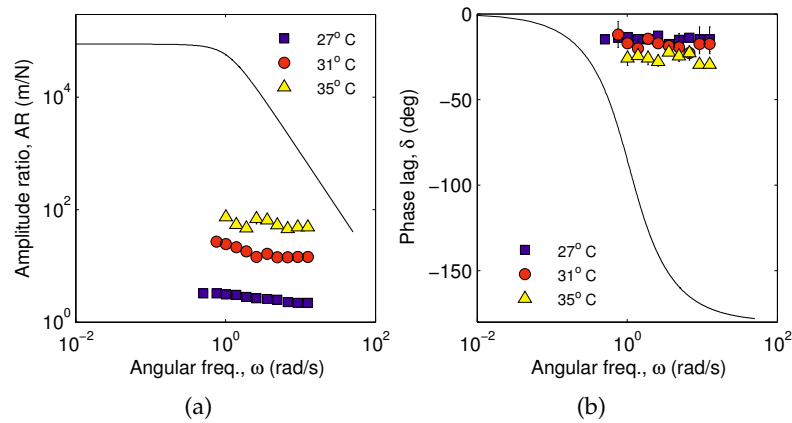 10^4
10^2
10^0
Amplitude ratio, AR (m/N)
27° C
31° C
35° C
10^-2
10^0
10^2
Angular freq., ω (rad/s)
(a)
0
−50
−100
−150
Phase lag, δ (deg)
27° C
31° C
35° C
10^-2
10^0
10^2
Angular freq., ω (rad/s)
(b)